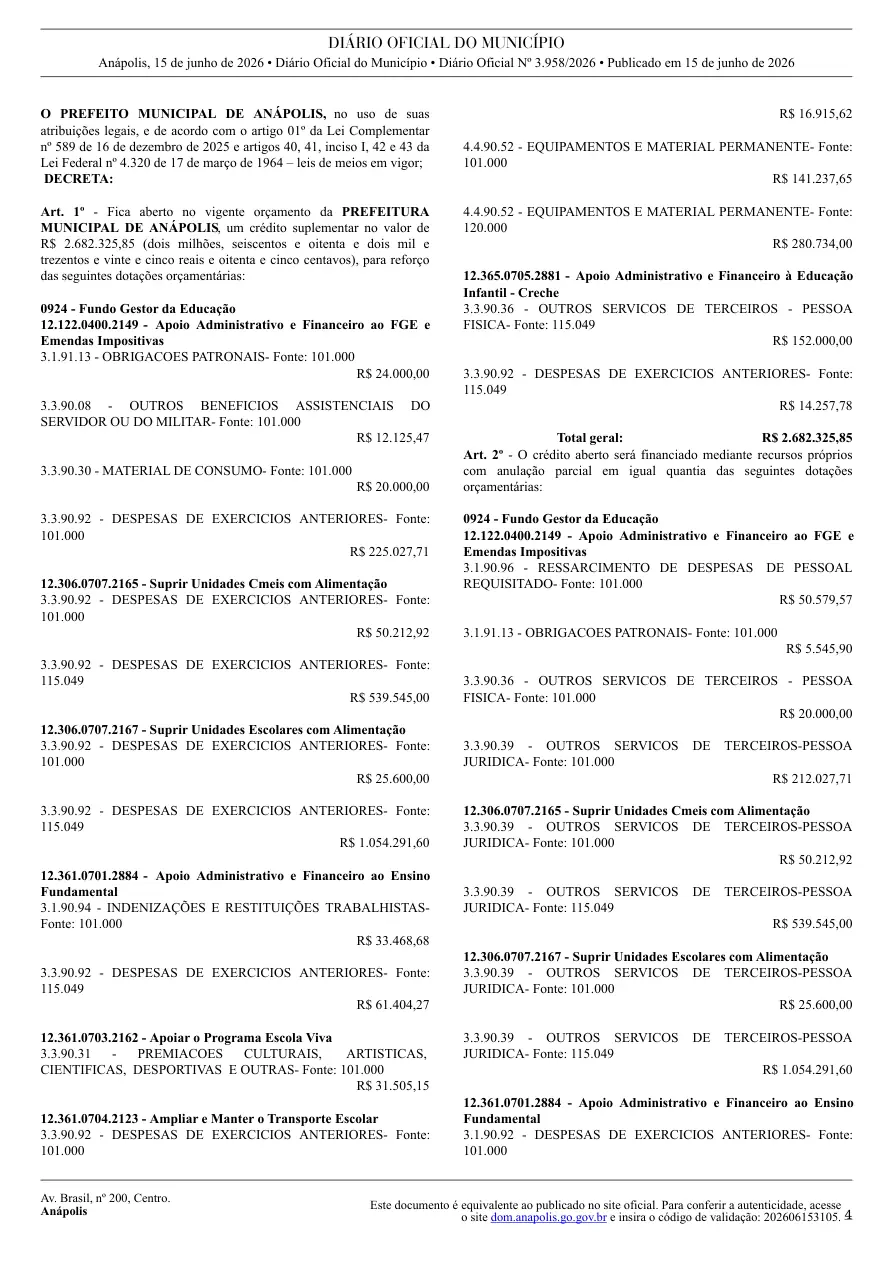 DIÁRIO OFICIAL DO MUNICÍPIO
Anápolis, 15 de junho de 2026 • Diário Oficial do Município • Diário Oficial Nº 3.958/2026 • Publicado em 15 de junho de 2026
O PREFEITO MUNICIPAL DE ANÁPOLIS, no uso de suas
atribuições legais, e de acordo com o artigo 01º da Lei Complementar
nº 589 de 16 de dezembro de 2025 e artigos 40, 41, inciso I, 42 e 43 da
Lei Federal nº 4.320 de 17 de março de 1964 – leis de meios em vigor;
DECRETA:
Art. 1º - Fica aberto no vigente orçamento da PREFEITURA
MUNICIPAL DE ANÁPOLIS, um crédito suplementar no valor de
R$ 2.682.325,85 (dois milhões, seiscentos e oitenta e dois mil e
trezentos e vinte e cinco reais e oitenta e cinco centavos), para reforço
das seguintes dotações orçamentárias:
0924 - Fundo Gestor da Educação
12.122.0400.2149 - Apoio Administrativo e Financeiro ao FGE e
Emendas Impositivas
3.1.91.13 - OBRIGACOES PATRONAIS- Fonte: 101.000
R$ 24.000,00
3.3.90.08 - OUTROS BENEFICIOS ASSISTENCIAIS DO
SERVIDOR OU DO MILITAR- Fonte: 101.000
R$ 12.125,47
3.3.90.30 - MATERIAL DE CONSUMO- Fonte: 101.000
R$ 20.000,00
3.3.90.92 - DESPESAS DE EXERCICIOS ANTERIORES- Fonte:
101.000
R$ 225.027,71
12.306.0707.2165 - Suprir Unidades Cmeis com Alimentação
3.3.90.92 - DESPESAS DE EXERCICIOS ANTERIORES- Fonte:
101.000
R$ 50.212,92
3.3.90.92 - DESPESAS DE EXERCICIOS ANTERIORES- Fonte:
115.049
R$ 539.545,00
12.306.0707.2167 - Suprir Unidades Escolares com Alimentação
3.3.90.92 - DESPESAS DE EXERCICIOS ANTERIORES- Fonte:
101.000
R$ 25.600,00
3.3.90.92 - DESPESAS DE EXERCICIOS ANTERIORES- Fonte:
115.049
R$ 1.054.291,60
12.361.0701.2884 - Apoio Administrativo e Financeiro ao Ensino
Fundamental
3.1.90.94 - INDENIZAÇÕES E RESTITUIÇÕES TRABALHISTAS-
Fonte: 101.000
R$ 33.468,68
3.3.90.92 - DESPESAS DE EXERCICIOS ANTERIORES- Fonte:
115.049
R$ 61.404,27
12.361.0703.2162 - Apoiar o Programa Escola Viva
3.3.90.31 - PREMIACOES CULTURAIS, ARTISTICAS,
CIENTIFICAS, DESPORTIVAS E OUTRAS- Fonte: 101.000
R$ 31.505,15
12.361.0704.2123 - Ampliar e Manter o Transporte Escolar
3.3.90.92 - DESPESAS DE EXERCICIOS ANTERIORES- Fonte:
101.000
R$ 16.915,62
4.4.90.52 - EQUIPAMENTOS E MATERIAL PERMANENTE- Fonte:
101.000
R$ 141.237,65
4.4.90.52 - EQUIPAMENTOS E MATERIAL PERMANENTE- Fonte:
120.000
R$ 280.734,00
12.365.0705.2881 - Apoio Administrativo e Financeiro à Educação
Infantil - Creche
3.3.90.36 - OUTROS SERVICOS DE TERCEIROS - PESSOA
FISICA- Fonte: 115.049
R$ 152.000,00
3.3.90.92 - DESPESAS DE EXERCICIOS ANTERIORES- Fonte:
115.049
R$ 14.257,78
Total geral: R$ 2.682.325,85
Art. 2º - O crédito aberto será financiado mediante recursos próprios
com anulação parcial em igual quantia das seguintes dotações
orçamentárias:
0924 - Fundo Gestor da Educação
12.122.0400.2149 - Apoio Administrativo e Financeiro ao FGE e
Emendas Impositivas
3.1.90.96 - RESSARCIMENTO DE DESPESAS DE PESSOAL
REQUISITADO- Fonte: 101.000
R$ 50.579,57
3.1.91.13 - OBRIGACOES PATRONAIS- Fonte: 101.000
R$ 5.545,90
3.3.90.36 - OUTROS SERVICOS DE TERCEIROS - PESSOA
FISICA- Fonte: 101.000
R$ 20.000,00
3.3.90.39 - OUTROS SERVICOS DE TERCEIROS-PESSOA
JURIDICA- Fonte: 101.000
R$ 212.027,71
12.306.0707.2165 - Suprir Unidades Cmeis com Alimentação
3.3.90.39 - OUTROS SERVICOS DE TERCEIROS-PESSOA
JURIDICA- Fonte: 101.000
R$ 50.212,92
3.3.90.39 - OUTROS SERVICOS DE TERCEIROS-PESSOA
JURIDICA- Fonte: 115.049
R$ 539.545,00
12.306.0707.2167 - Suprir Unidades Escolares com Alimentação
3.3.90.39 - OUTROS SERVICOS DE TERCEIROS-PESSOA
JURIDICA- Fonte: 101.000
R$ 25.600,00
3.3.90.39 - OUTROS SERVICOS DE TERCEIROS-PESSOA
JURIDICA- Fonte: 115.049
R$ 1.054.291,60
12.361.0701.2884 - Apoio Administrativo e Financeiro ao Ensino
Fundamental
3.1.90.92 - DESPESAS DE EXERCICIOS ANTERIORES- Fonte:
101.000
Av. Brasil, nº 200, Centro.
Anápolis
Este documento é equivalente ao publicado no site oficial. Para conferir a autenticidade, acesse
o site dom.anapolis.go.gov.br e insira o código de validação: 202606153105. 4